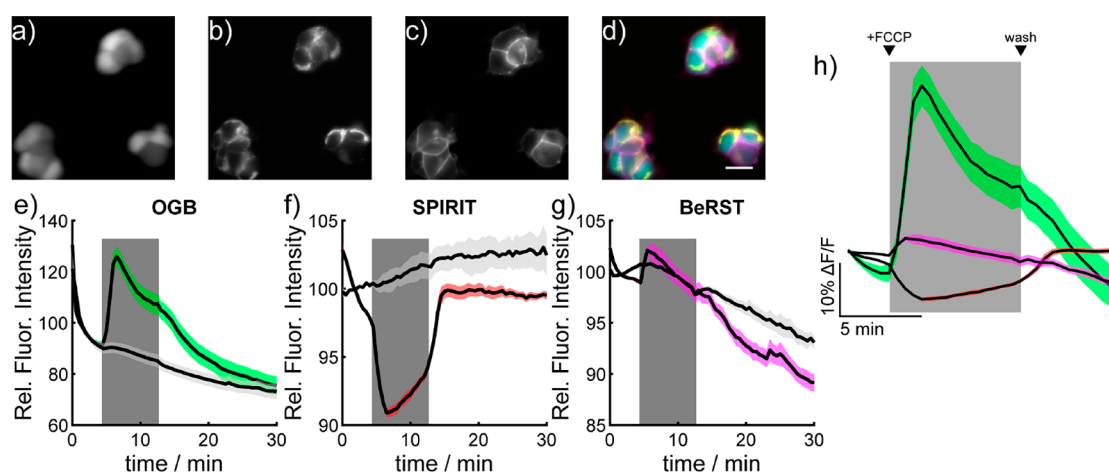 a)
b)
c)
d)
+FCCP
wash
h)
e)
OGB
f)
SPIRIT
g)
BeRST
Rel. Fluor. Intensity
140
120
100
80
60
0
10
20
30
time / min
Rel. Fluor. Intensity
105
100
95
90
0
10
20
30
time / min
Rel. Fluor. Intensity
105
100
95
90
85
0
10
20
30
time / min
10% ΔF/F
5 min